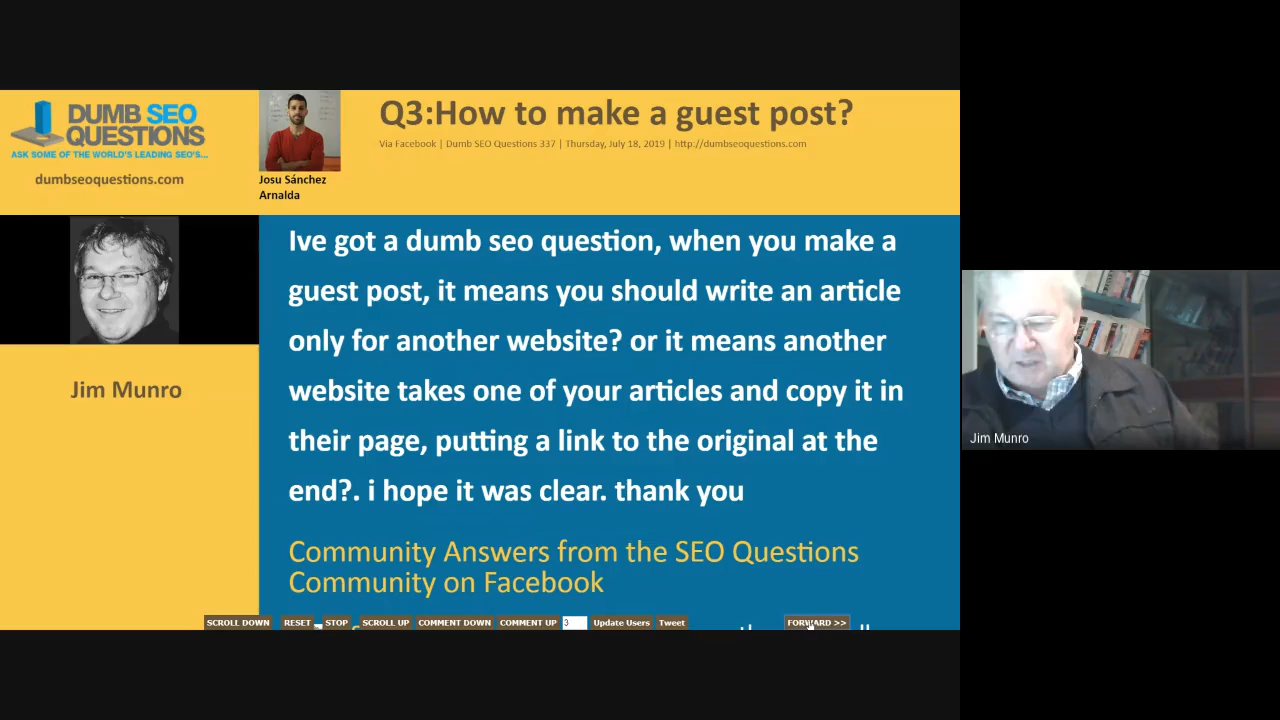 DUMB SEO
QUESTIONS
ASK SOME OF THE WORLD'S LEADING SEO'S...
dumbseoquestions.com
Josu Sánchez
Arnalda
Q3:How to make a guest post?
Via Facebook | Dumb SEO Questions 337 | Thursday, July 18, 2019 | http://dumbseoquestions.com
Jim Munro
Ive got a dumb seo question, when you make a
guest post, it means you should write an article
only for another website? or it means another
website takes one of your articles and copy it in
their page, putting a link to the original at the
end?. i hope it was clear. thank you
Community Answers from the SEO Questions
Community on Facebook
SCROLL DOWN RESET STOP SCROLL UP COMMENT DOWN COMMENT UP 3 Update Users Tweet FORWARD >>
Jim Munro